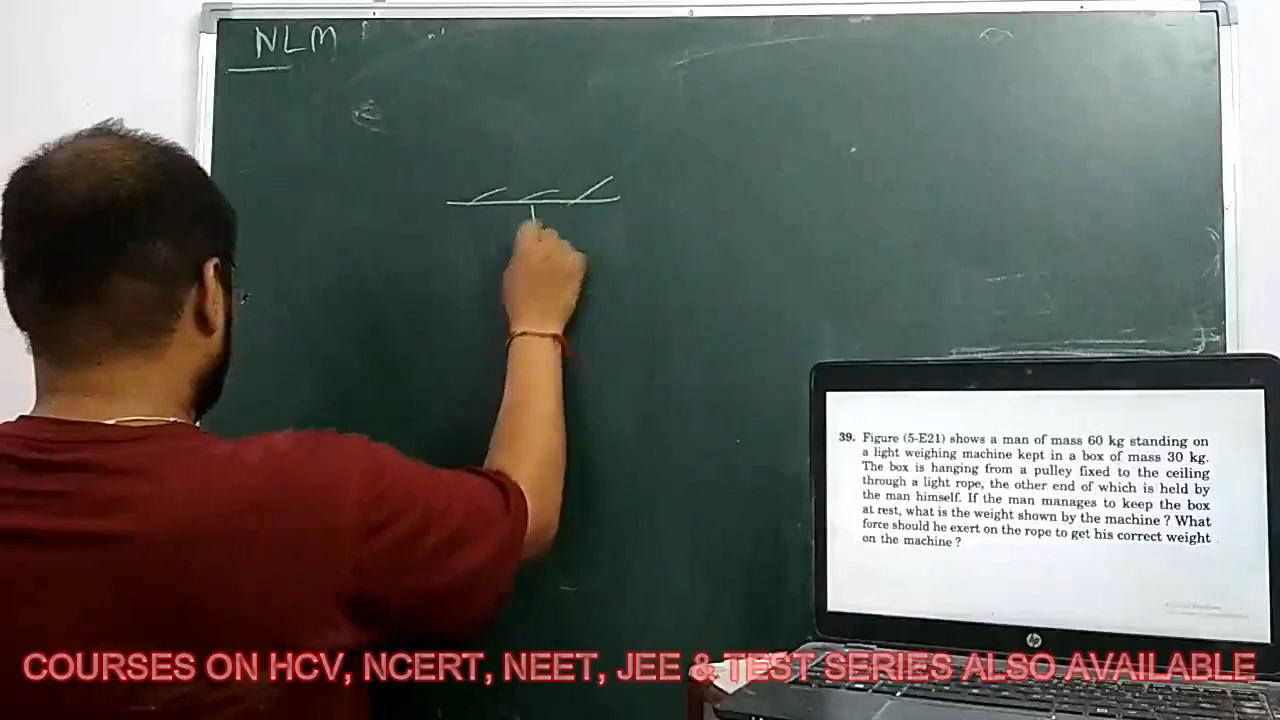 NLM
39. Figure (5-E21) shows a man of mass 60 kg standing on
a light weighing machine kept in a box of mass 30 kg.
The box is hanging from a pulley fixed to the ceiling
through a light rope, the other end of which is held by
the man himself. If the man manages to keep the box
at rest, what is the weight shown by the machine ? What
force should he exert on the rope to get his correct weight
on the machine ?
hp
COURSES ON HCV, NCERT, NEET, JEE & TEST SERIES ALSO AVAILABLE